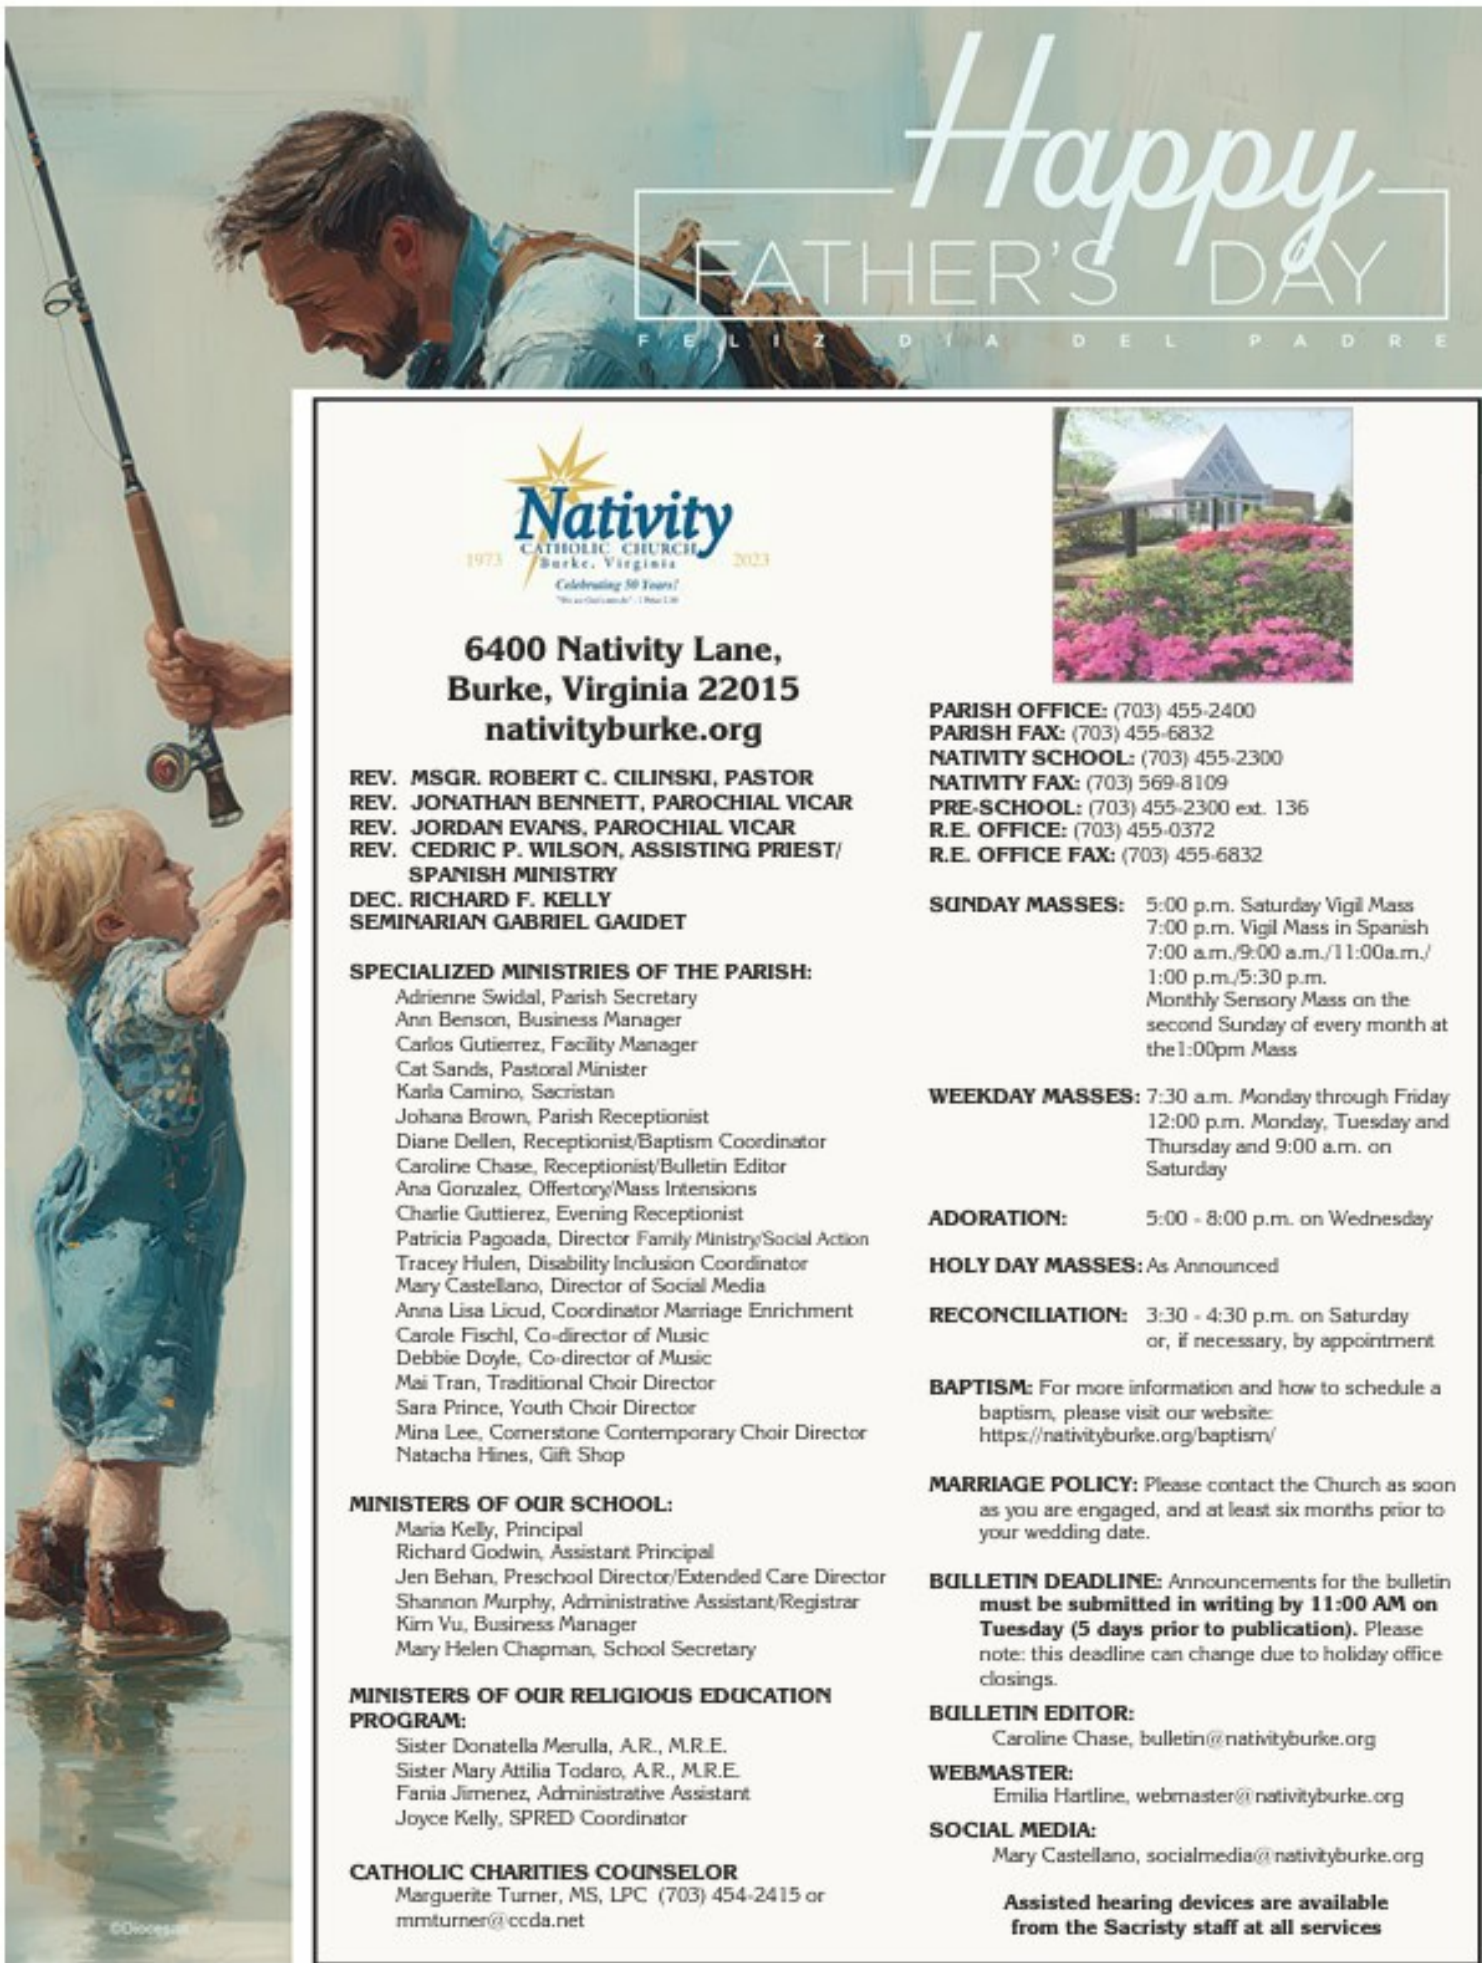 Happy
FATHER'S DAY
FELIZ DÍA DEL PADRE
Nativity
CATHOLIC CHURCH
1973 Burke, Virginia 2023
Celebrating 50 Years!
6400 Nativity Lane,
Burke, Virginia 22015
nativityburke.org
REV. MSGR. ROBERT C. CILINSKI, PASTOR
REV. JONATHAN BENNETT, PAROCHIAL VICAR
REV. JORDAN EVANS, PAROCHIAL VICAR
REV. CEDRIC P. WILSON, ASSISTING PRIEST/
SPANISH MINISTRY
DEC. RICHARD F. KELLY
SEMINARIAN GABRIEL GAUDET
SPECIALIZED MINISTRIES OF THE PARISH:
Adrienne Swidal, Parish Secretary
Ann Benson, Business Manager
Carlos Gutierrez, Facility Manager
Cat Sands, Pastoral Minister
Karla Camino, Sacristan
Johana Brown, Parish Receptionist
Diane Dellen, Receptionist/Baptism Coordinator
Caroline Chase, Receptionist/Bulletin Editor
Ana Gonzalez, Offertory/Mass Intensions
Charlie Guttierez, Evening Receptionist
Patricia Pagoada, Director Family Ministry/Social Action
Tracey Hulen, Disability Inclusion Coordinator
Mary Castellano, Director of Social Media
Anna Lisa Licud, Coordinator Marriage Enrichment
Carole Fischl, Co-director of Music
Debbie Doyle, Co-director of Music
Mai Tran, Traditional Choir Director
Sara Prince, Youth Choir Director
Mina Lee, Cornerstone Contemporary Choir Director
Natacha Hines, Gift Shop
MINISTERS OF OUR SCHOOL:
Maria Kelly, Principal
Richard Godwin, Assistant Principal
Jen Behan, Preschool Director/Extended Care Director
Shannon Murphy, Administrative Assistant/Registrar
Kim Vu, Business Manager
Mary Helen Chapman, School Secretary
MINISTERS OF OUR RELIGIOUS EDUCATION
PROGRAM:
Sister Donatella Merulla, A.R., M.R.E.
Sister Mary Attilia Todaro, A.R., M.R.E.
Fania Jimenez, Administrative Assistant
Joyce Kelly, SPRED Coordinator
CATHOLIC CHARITIES COUNSELOR
Marguerite Turner, MS, LPC (703) 454-2415 or
mmturner@ccda.net
PARISH OFFICE: (703) 455-2400
PARISH FAX: (703) 455-6832
NATIVITY SCHOOL: (703) 455-2300
NATIVITY FAX: (703) 569-8109
PRE-SCHOOL: (703) 455-2300 ext. 136
R.E. OFFICE: (703) 455-0372
R.E. OFFICE FAX: (703) 455-6832
SUNDAY MASSES: 5:00 p.m. Saturday Vigil Mass
7:00 p.m. Vigil Mass in Spanish
7:00 a.m./9:00 a.m./11:00a.m./
1:00 p.m./5:30 p.m.
Monthly Sensory Mass on the
second Sunday of every month at
the1:00pm Mass
WEEKDAY MASSES: 7:30 a.m. Monday through Friday
12:00 p.m. Monday, Tuesday and
Thursday and 9:00 a.m. on
Saturday
ADORATION: 5:00 - 8:00 p.m. on Wednesday
HOLY DAY MASSES: As Announced
RECONCILIATION: 3:30 - 4:30 p.m. on Saturday
or, if necessary, by appointment
BAPTISM: For more information and how to schedule a
baptism, please visit our website:
https://nativityburke.org/baptism/
MARRIAGE POLICY: Please contact the Church as soon
as you are engaged, and at least six months prior to
your wedding date.
BULLETIN DEADLINE: Announcements for the bulletin
must be submitted in writing by 11:00 AM on
Tuesday (5 days prior to publication). Please
note: this deadline can change due to holiday office
closings.
BULLETIN EDITOR:
Caroline Chase, bulletin@nativityburke.org
WEBMASTER:
Emilia Hartline, webmaster@nativityburke.org
SOCIAL MEDIA:
Mary Castellano, socialmedia@nativityburke.org
Assisted hearing devices are available
from the Sacristy staff at all services